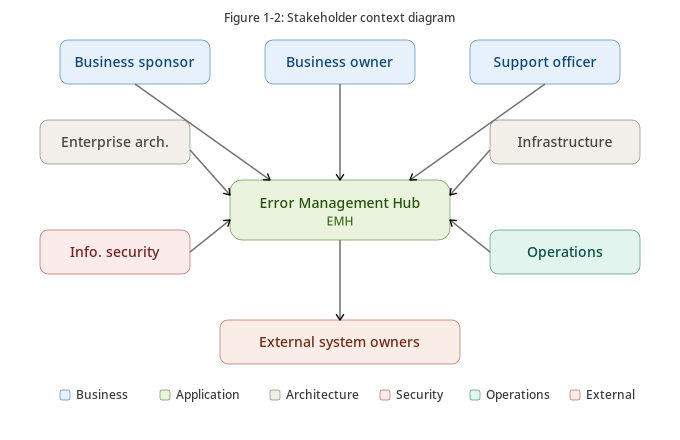 Figure 1-2: Stakeholder context diagram
Business sponsor
Business owner
Support officer
Enterprise arch.
Infrastructure
Error Management Hub
EMH
Info. security
Operations
External system owners
Business
Application
Architecture
Security
Operations
External